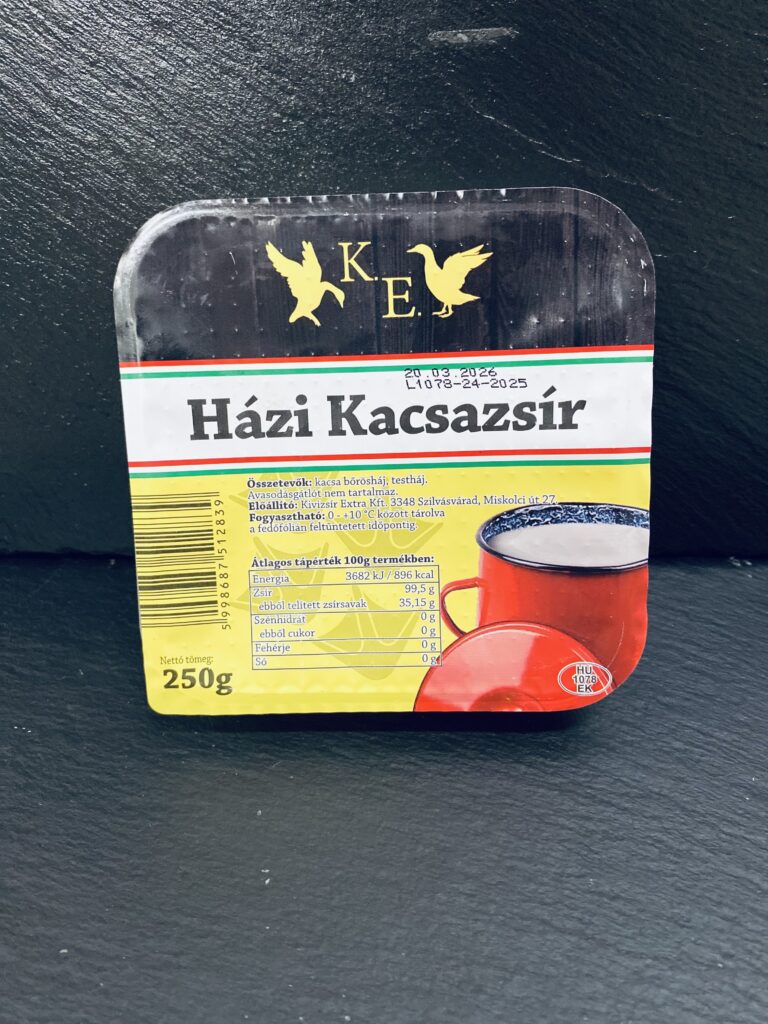 K.E.
20.03.2026
L1078-24-2025
Házi Kacsazsír
Összetevők: kacsa bőrösháj; testháj.
Avasodásgátlót nem tartalmaz.
Előállító: Kivizsír Extra Kft. 3348 Szilvásvárad, Miskolci út 27.
Fogyasztható: 0 - +10 °C között tárolva
a fedőfólián feltüntetett időpontig.
Átlagos tápérték 100g termékben:
Energia 3682 kJ / 896 kcal
Zsír 99,5 g
ebből telített zsírsavak 35,15 g
Szénhidrát 0 g
ebből cukor 0 g
Fehérje 0 g
Só 0 g
5 998687 512839
Nettó tömeg:
250g
HU
1078
EK